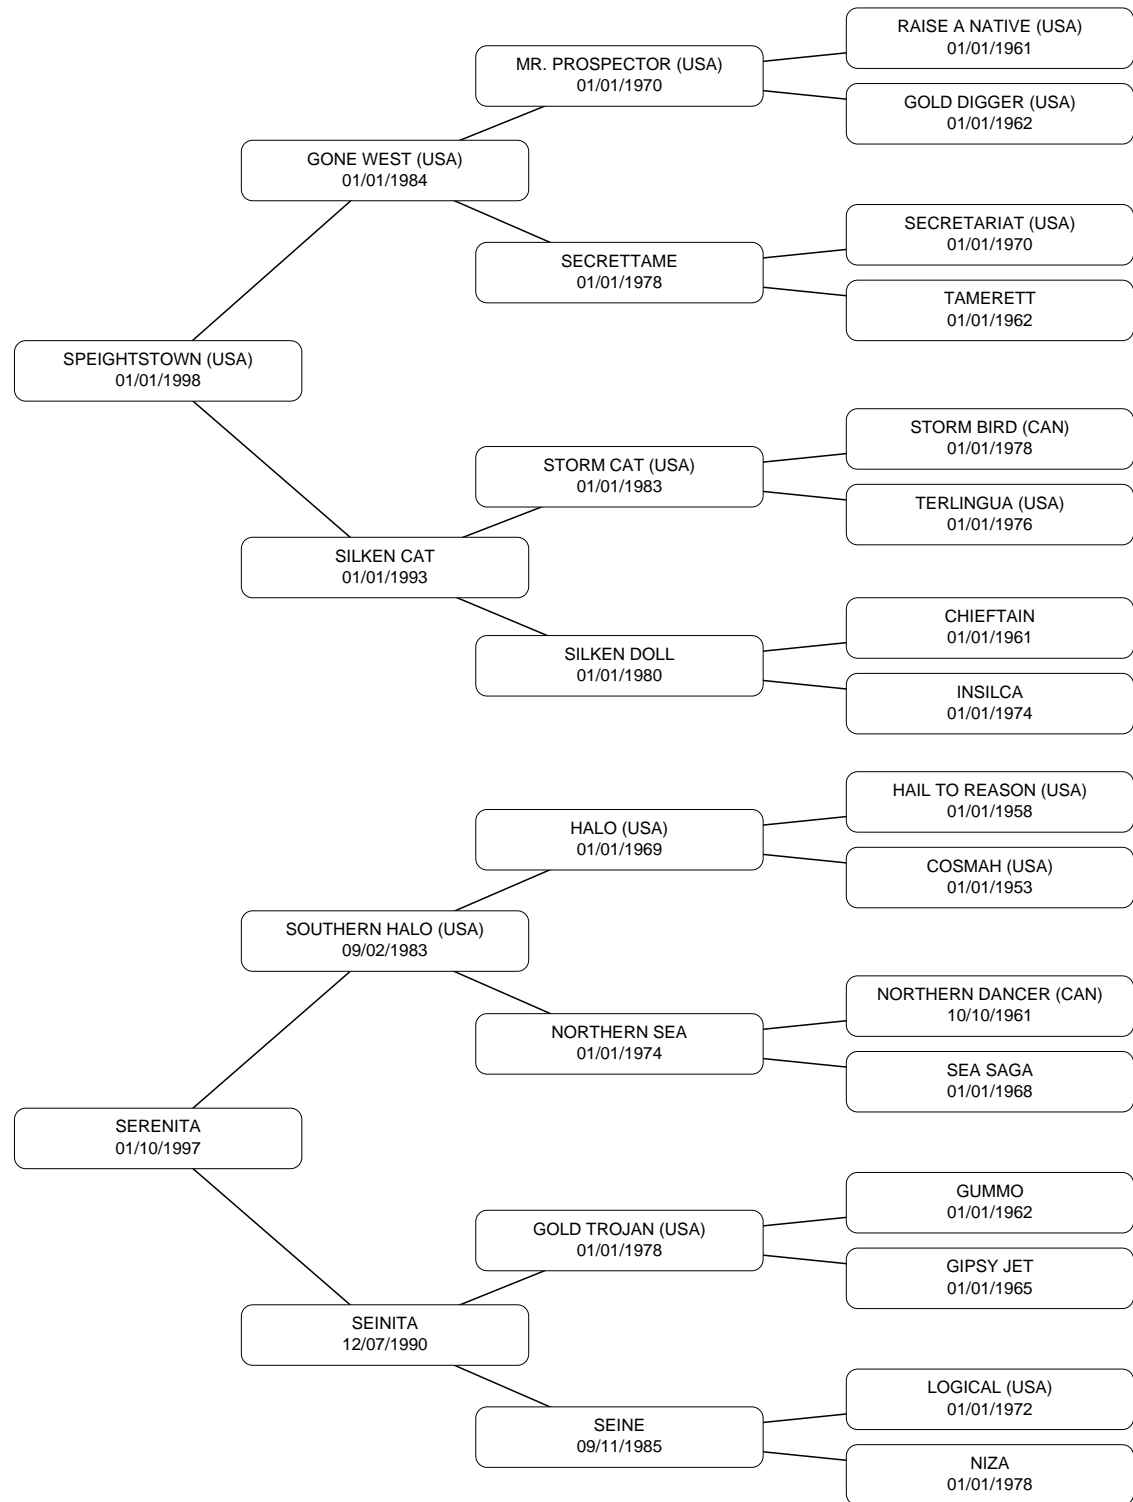 RAISE A NATIVE (USA)
01/01/1961
MR. PROSPECTOR (USA)
01/01/1970
GOLD DIGGER (USA)
01/01/1962
GONE WEST (USA)
01/01/1984
SECRETARIAT (USA)
01/01/1970
SECRETTAME
01/01/1978
TAMERETT
01/01/1962
SPEIGHTSTOWN (USA)
01/01/1998
STORM BIRD (CAN)
01/01/1978
STORM CAT (USA)
01/01/1983
TERLINGUA (USA)
01/01/1976
SILKEN CAT
01/01/1993
CHIEFTAIN
01/01/1961
SILKEN DOLL
01/01/1980
INSILCA
01/01/1974
HAIL TO REASON (USA)
01/01/1958
HALO (USA)
01/01/1969
COSMAH (USA)
01/01/1953
SOUTHERN HALO (USA)
09/02/1983
NORTHERN DANCER (CAN)
10/10/1961
NORTHERN SEA
01/01/1974
SEA SAGA
01/01/1968
SERENITA
01/10/1997
GUMMO
01/01/1962
GOLD TROJAN (USA)
01/01/1978
GIPSY JET
01/01/1965
SEINITA
12/07/1990
LOGICAL (USA)
01/01/1972
SEINE
09/11/1985
NIZA
01/01/1978